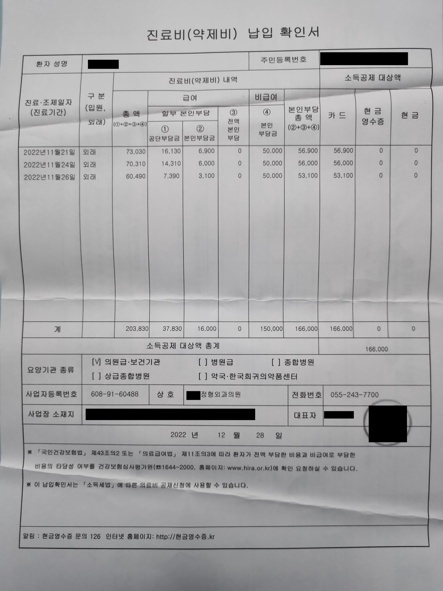 진료비(약제비) 납입 확인서
환자 성명 주민등록번호
진료·조제일자 (진료기간) 구 분 (입원, 외래) 진료비(약제비) 내역 소득공제 대상액
급여 비급여
총 액 (①+②+③+④) 일부 본인부담 ③ 전액 본인 부담 ④ 본인 부담금 본인부담 총 액 (②+③+④) 카 드 현 금 영수증 현 금
① 공단부담금 ② 본인부담금
2022년11월21일 외래 73,030 16,130 6,900 0 50,000 56,900 56,900 0 0
2022년11월24일 외래 70,310 14,310 6,000 0 50,000 56,000 56,000 0 0
2022년11월26일 외래 60,490 7,390 3,100 0 50,000 53,100 53,100 0 0
계 203,830 37,830 16,000 0 150,000 166,000 166,000 0 0
소득공제 대상액 총계 166,000
요양기관 종류 [V] 의원급·보건기관 [ ] 병원급 [ ] 종합병원
[ ] 상급종합병원 [ ] 약국·한국희귀의약품센터
사업자등록번호 608-91-60488 상 호 정형외과의원 전화번호 055-243-7700
사업장 소재지 대표자
2022 년 12 월 28 일
※ 「국민건강보험법」 제43조의2 또는 「의료급여법」 제11조의3에 따라 환자가 전액 부담한 비용과 비급여로 부담한
비용의 타당성 여부를 건강보험심사평가원(☎1644-2000, 홈페이지: www.hira.or.kr)에 확인 요청하실 수 있습니다.
※ 이 납입확인서는 「소득세법」에 따른 의료비 공제신청에 사용할 수 있습니다.
알림 : 현금영수증 문의 126 인터넷 홈페이지: http://현금영수증.kr